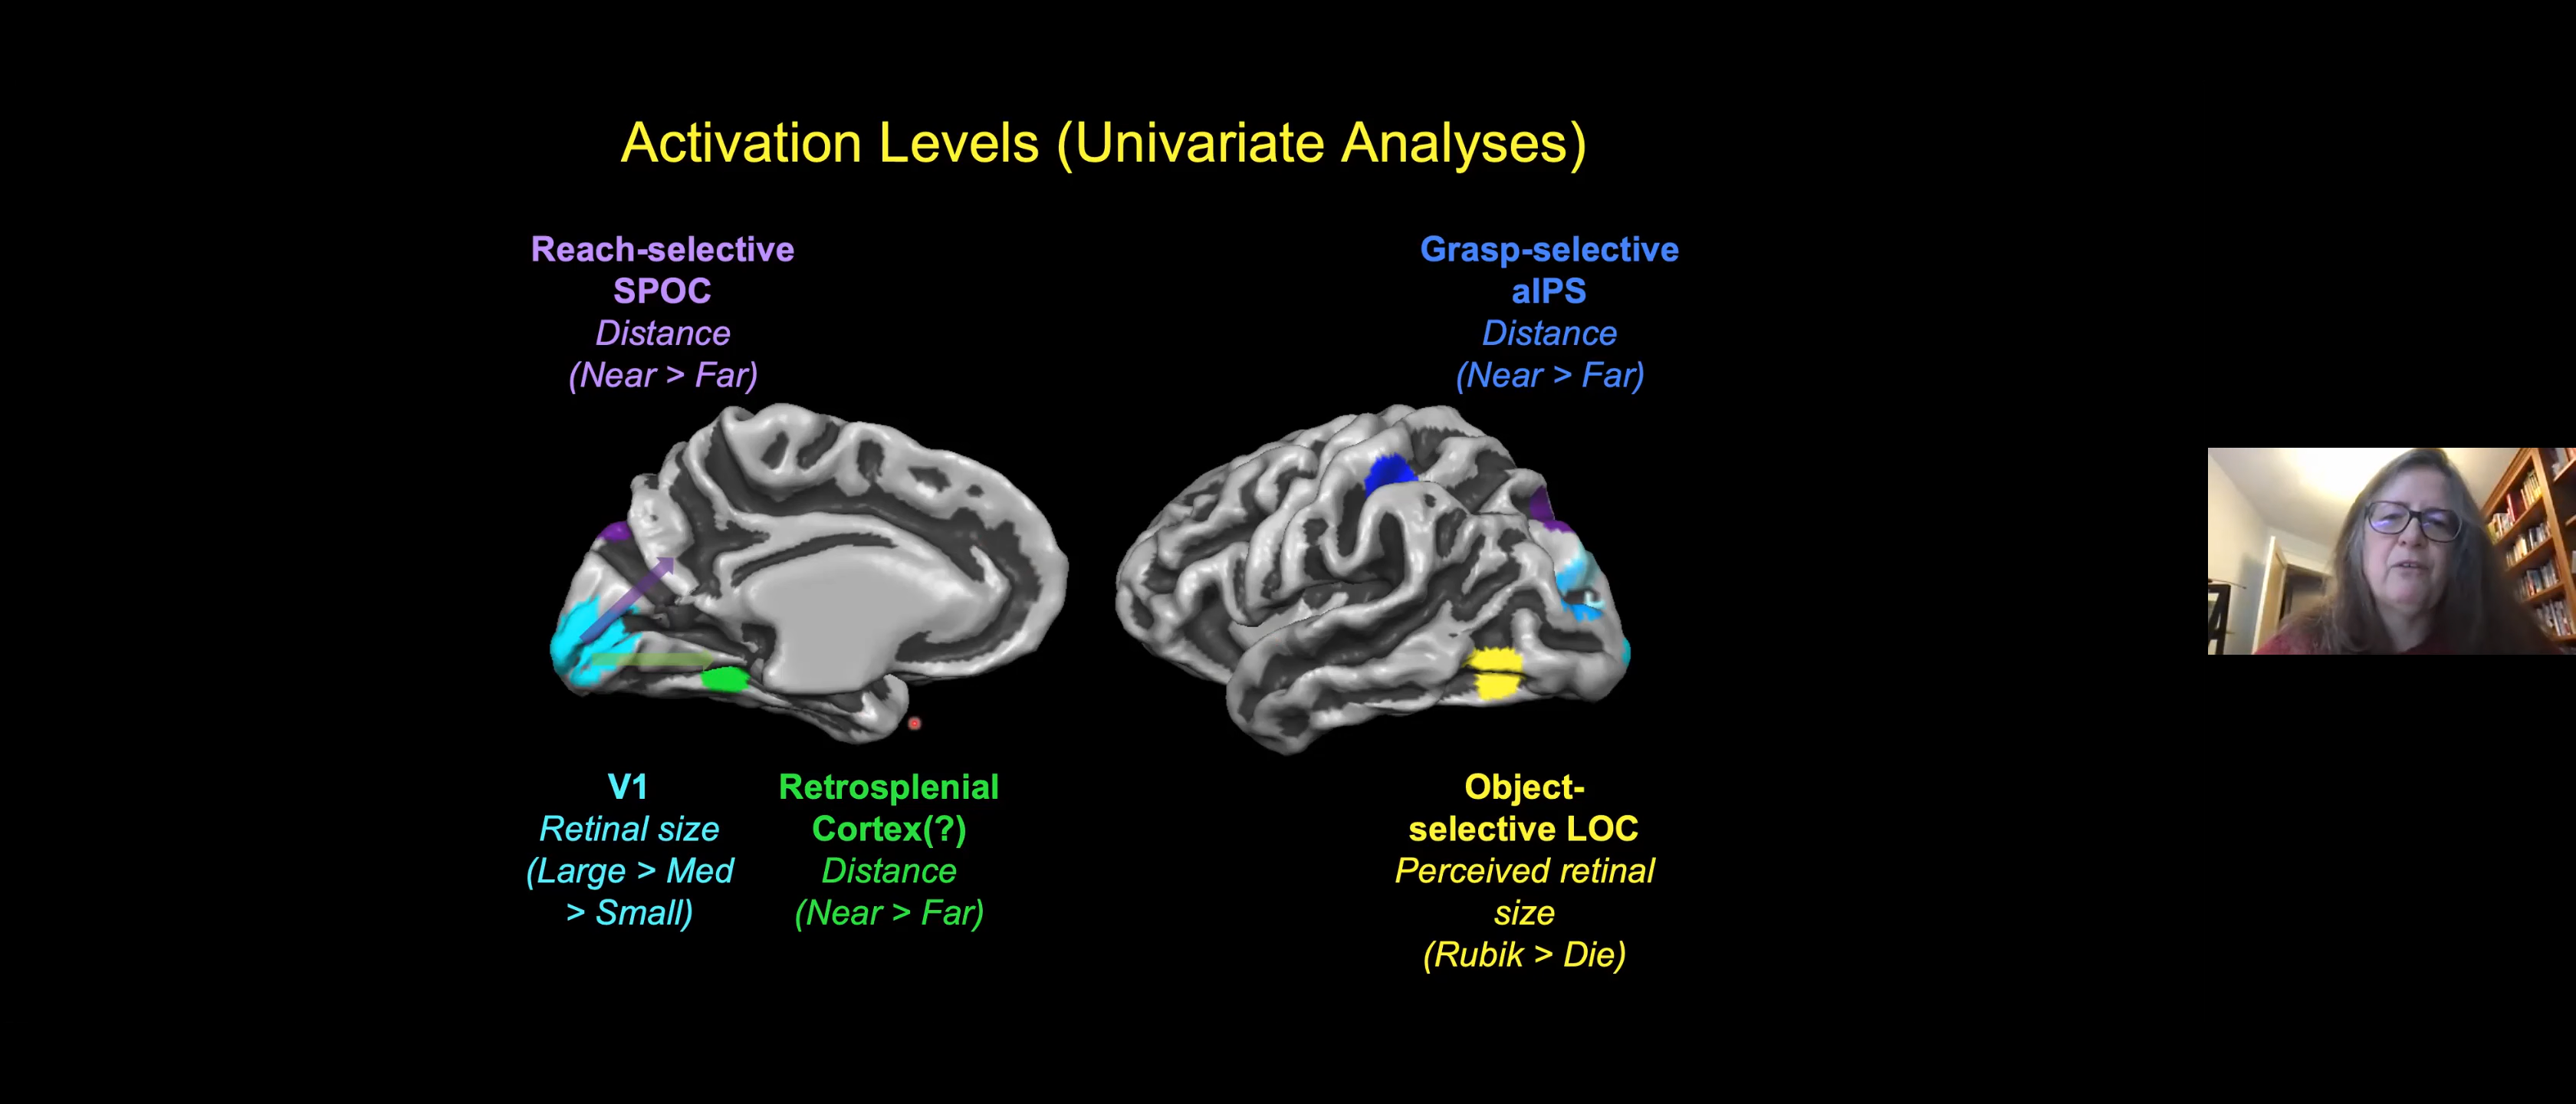 Activation Levels (Univariate Analyses)
Reach-selective
SPOC
Distance
(Near > Far)
Grasp-selective
aIPS
Distance
(Near > Far)
V1
Retinal size
(Large > Med
> Small)
Retrosplenial
Cortex(?)
Distance
(Near > Far)
Object-
selective LOC
Perceived retinal
size
(Rubik > Die)